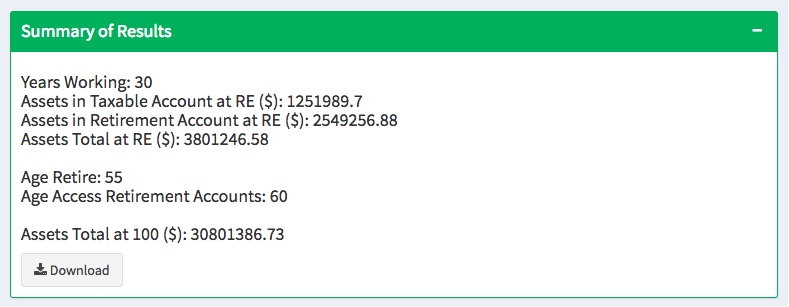 Summary of Results
Years Working: 30
Assets in Taxable Account at RE ($): 1251989.7
Assets in Retirement Account at RE ($): 2549256.88
Assets Total at RE ($): 3801246.58
Age Retire: 55
Age Access Retirement Accounts: 60
Assets Total at 100 ($): 30801386.73
Download